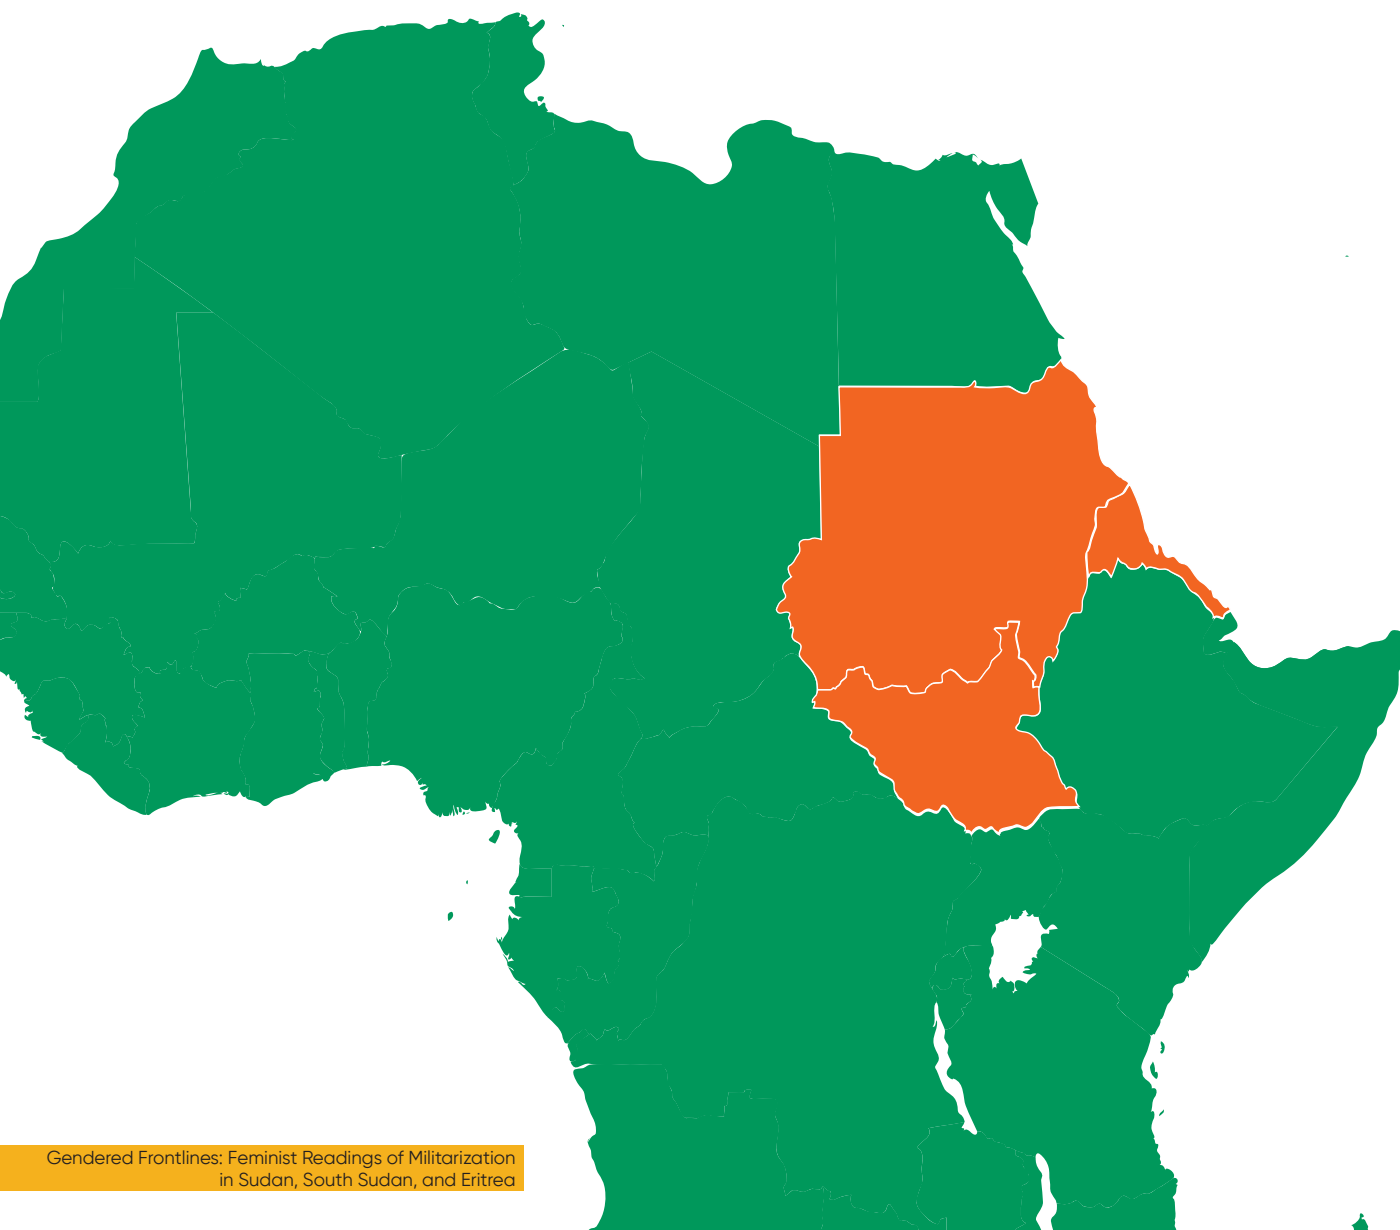 Gendered Frontlines: Feminist Readings of Militarization
in Sudan, South Sudan, and Eritrea